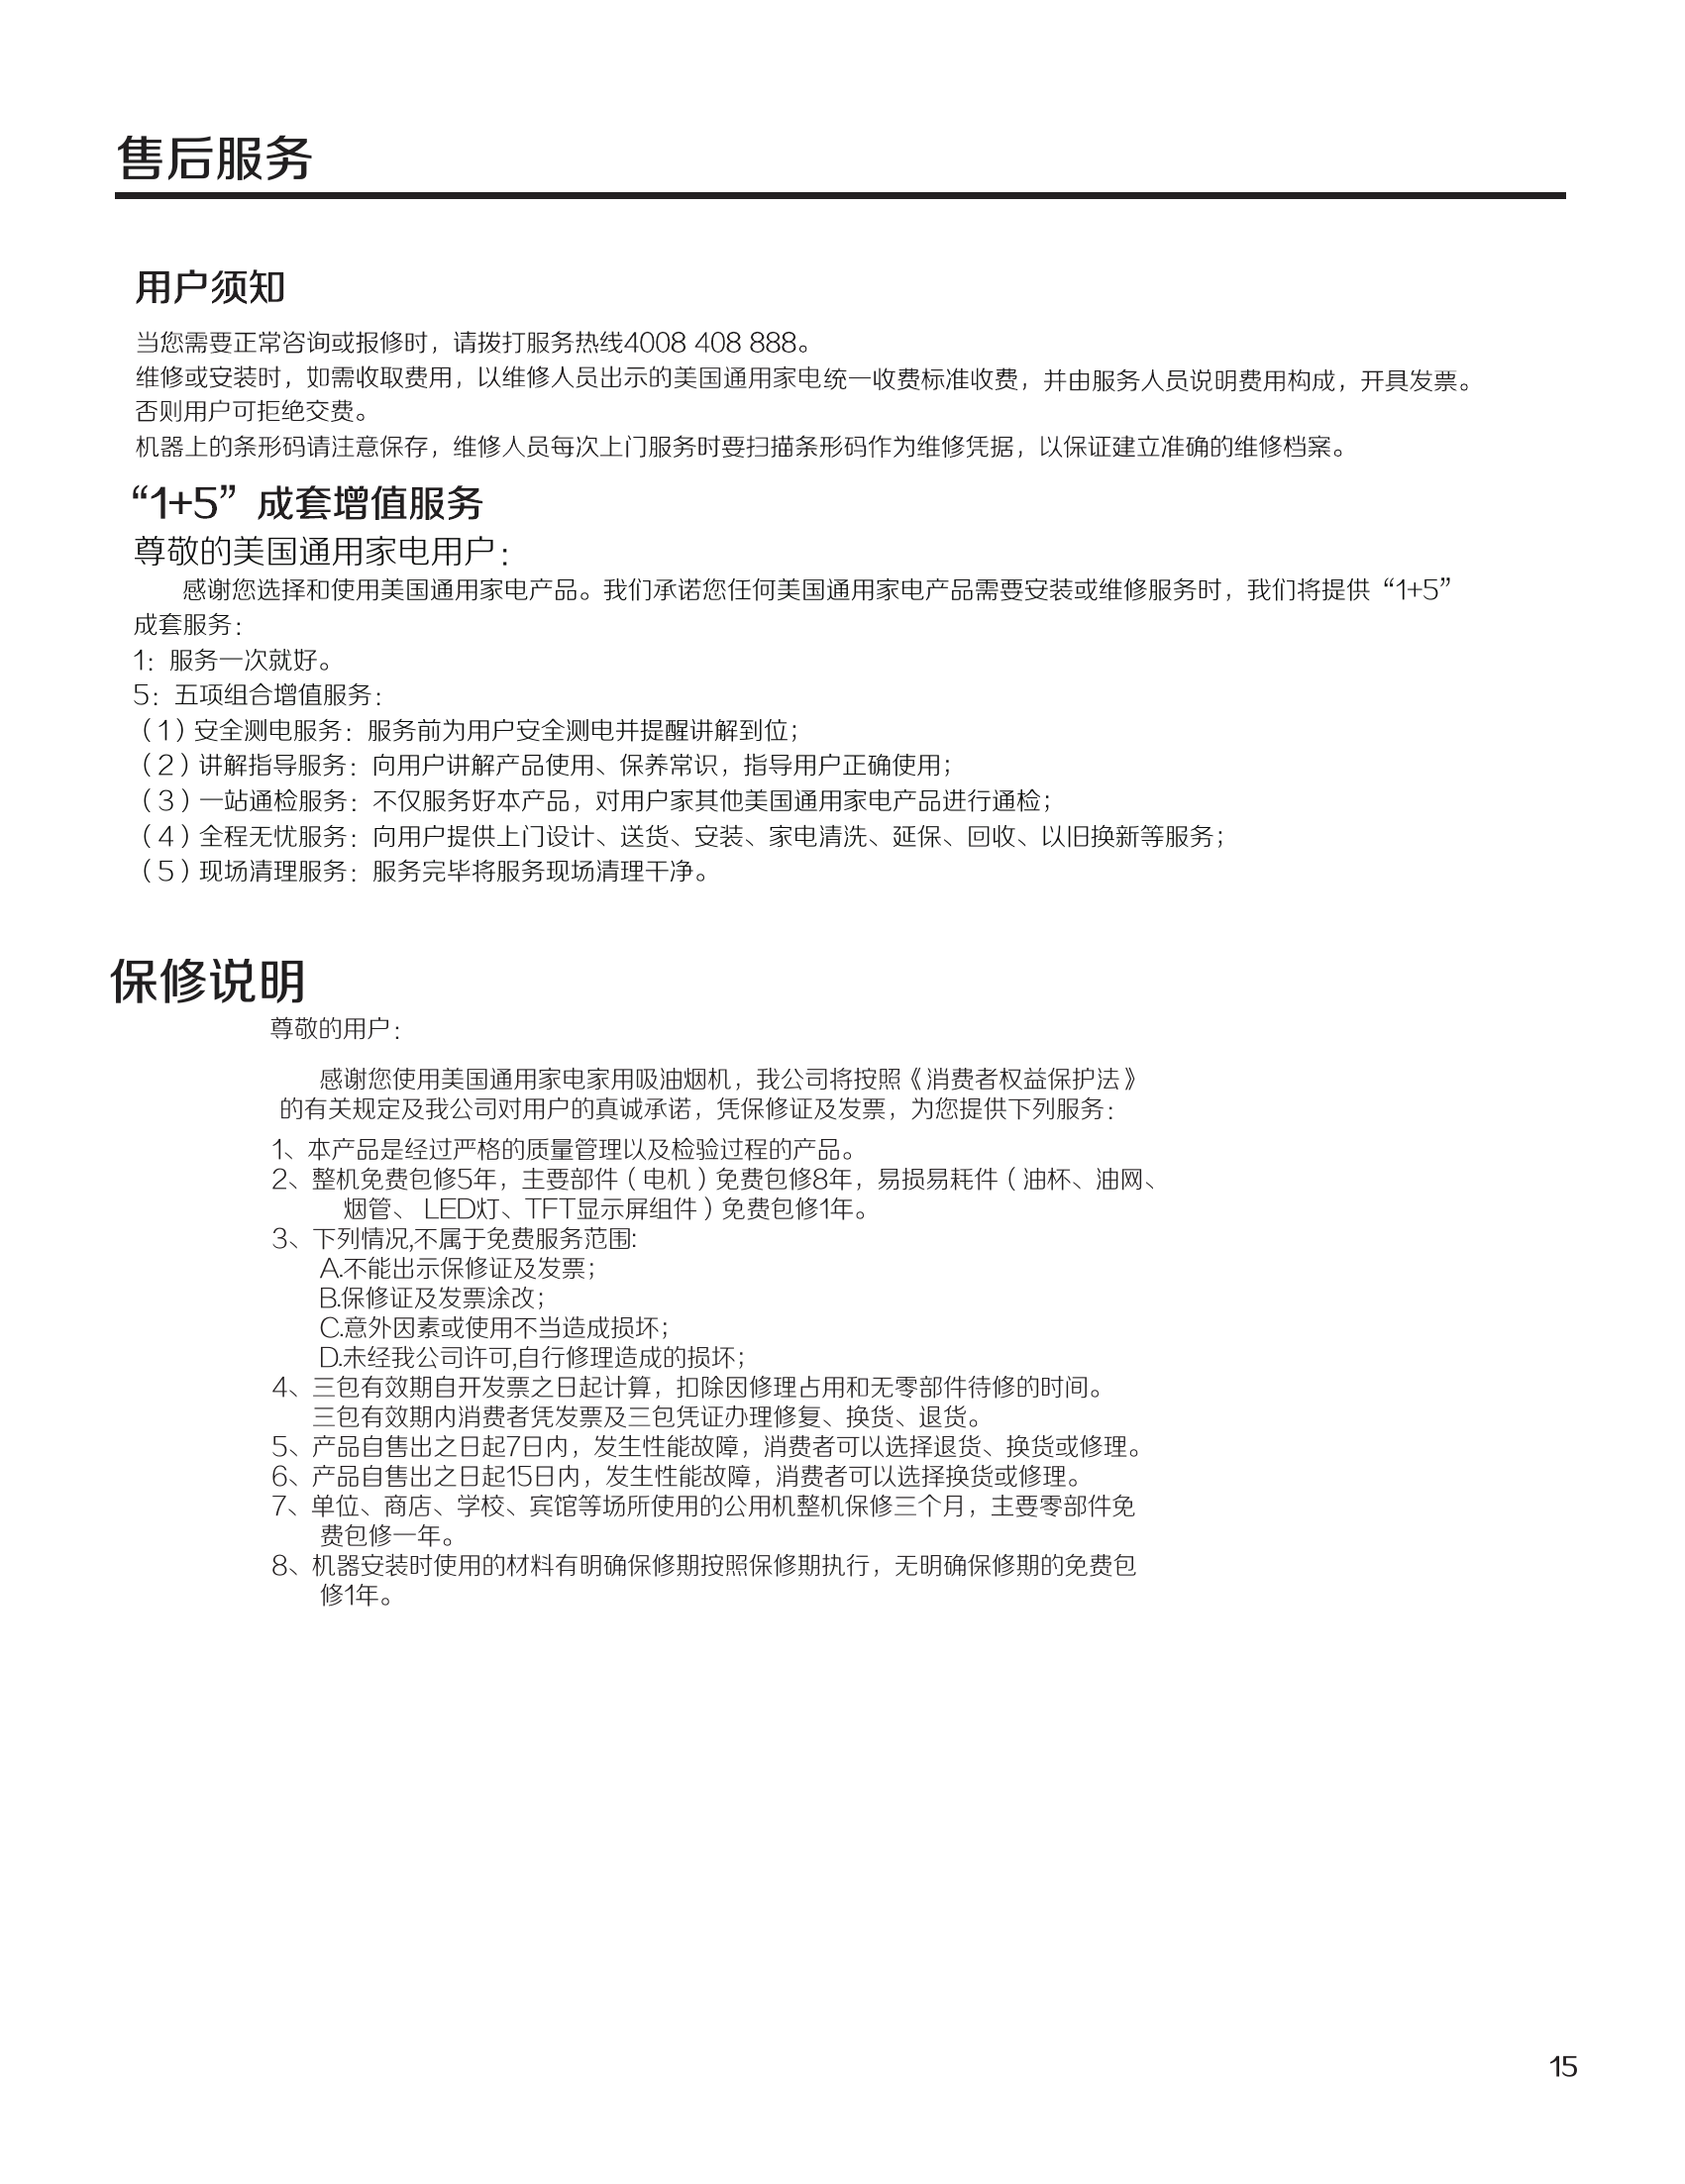 售后服务
用户须知
当您需要正常咨询或报修时，请拨打服务热线4008 408 888。
维修或安装时，如需收取费用，以维修人员出示的美国通用家电统一收费标准收费，并由服务人员说明费用构成，开具发票。
否则用户可拒绝交费。
机器上的条形码请注意保存，维修人员每次上门服务时要扫描条形码作为维修凭据，以保证建立准确的维修档案。
“1+5”成套增值服务
尊敬的美国通用家电用户：
感谢您选择和使用美国通用家电产品。我们承诺您任何美国通用家电产品需要安装或维修服务时，我们将提供“1+5”
成套服务：
1：服务一次就好。
5：五项组合增值服务：
（1）安全测电服务：服务前为用户安全测电并提醒讲解到位；
（2）讲解指导服务：向用户讲解产品使用、保养常识，指导用户正确使用；
（3）一站通检服务：不仅服务好本产品，对用户家其他美国通用家电产品进行通检；
（4）全程无忧服务：向用户提供上门设计、送货、安装、家电清洗、延保、回收、以旧换新等服务；
（5）现场清理服务：服务完毕将服务现场清理干净。
保修说明
尊敬的用户：
感谢您使用美国通用家电家用吸油烟机，我公司将按照《消费者权益保护法》
的有关规定及我公司对用户的真诚承诺，凭保修证及发票，为您提供下列服务：
1、本产品是经过严格的质量管理以及检验过程的产品。
2、整机免费包修5年，主要部件（电机）免费包修8年，易损易耗件（油杯、油网、
烟管、 LED灯、TFT显示屏组件）免费包修1年。
3、下列情况,不属于免费服务范围:
A.不能出示保修证及发票；
B.保修证及发票涂改；
C.意外因素或使用不当造成损坏；
D.未经我公司许可,自行修理造成的损坏；
4、三包有效期自开发票之日起计算，扣除因修理占用和无零部件待修的时间。
三包有效期内消费者凭发票及三包凭证办理修复、换货、退货。
5、产品自售出之日起7日内，发生性能故障，消费者可以选择退货、换货或修理。
6、产品自售出之日起15日内，发生性能故障，消费者可以选择换货或修理。
7、单位、商店、学校、宾馆等场所使用的公用机整机保修三个月，主要零部件免
费包修一年。
8、机器安装时使用的材料有明确保修期按照保修期执行，无明确保修期的免费包
修1年。
15